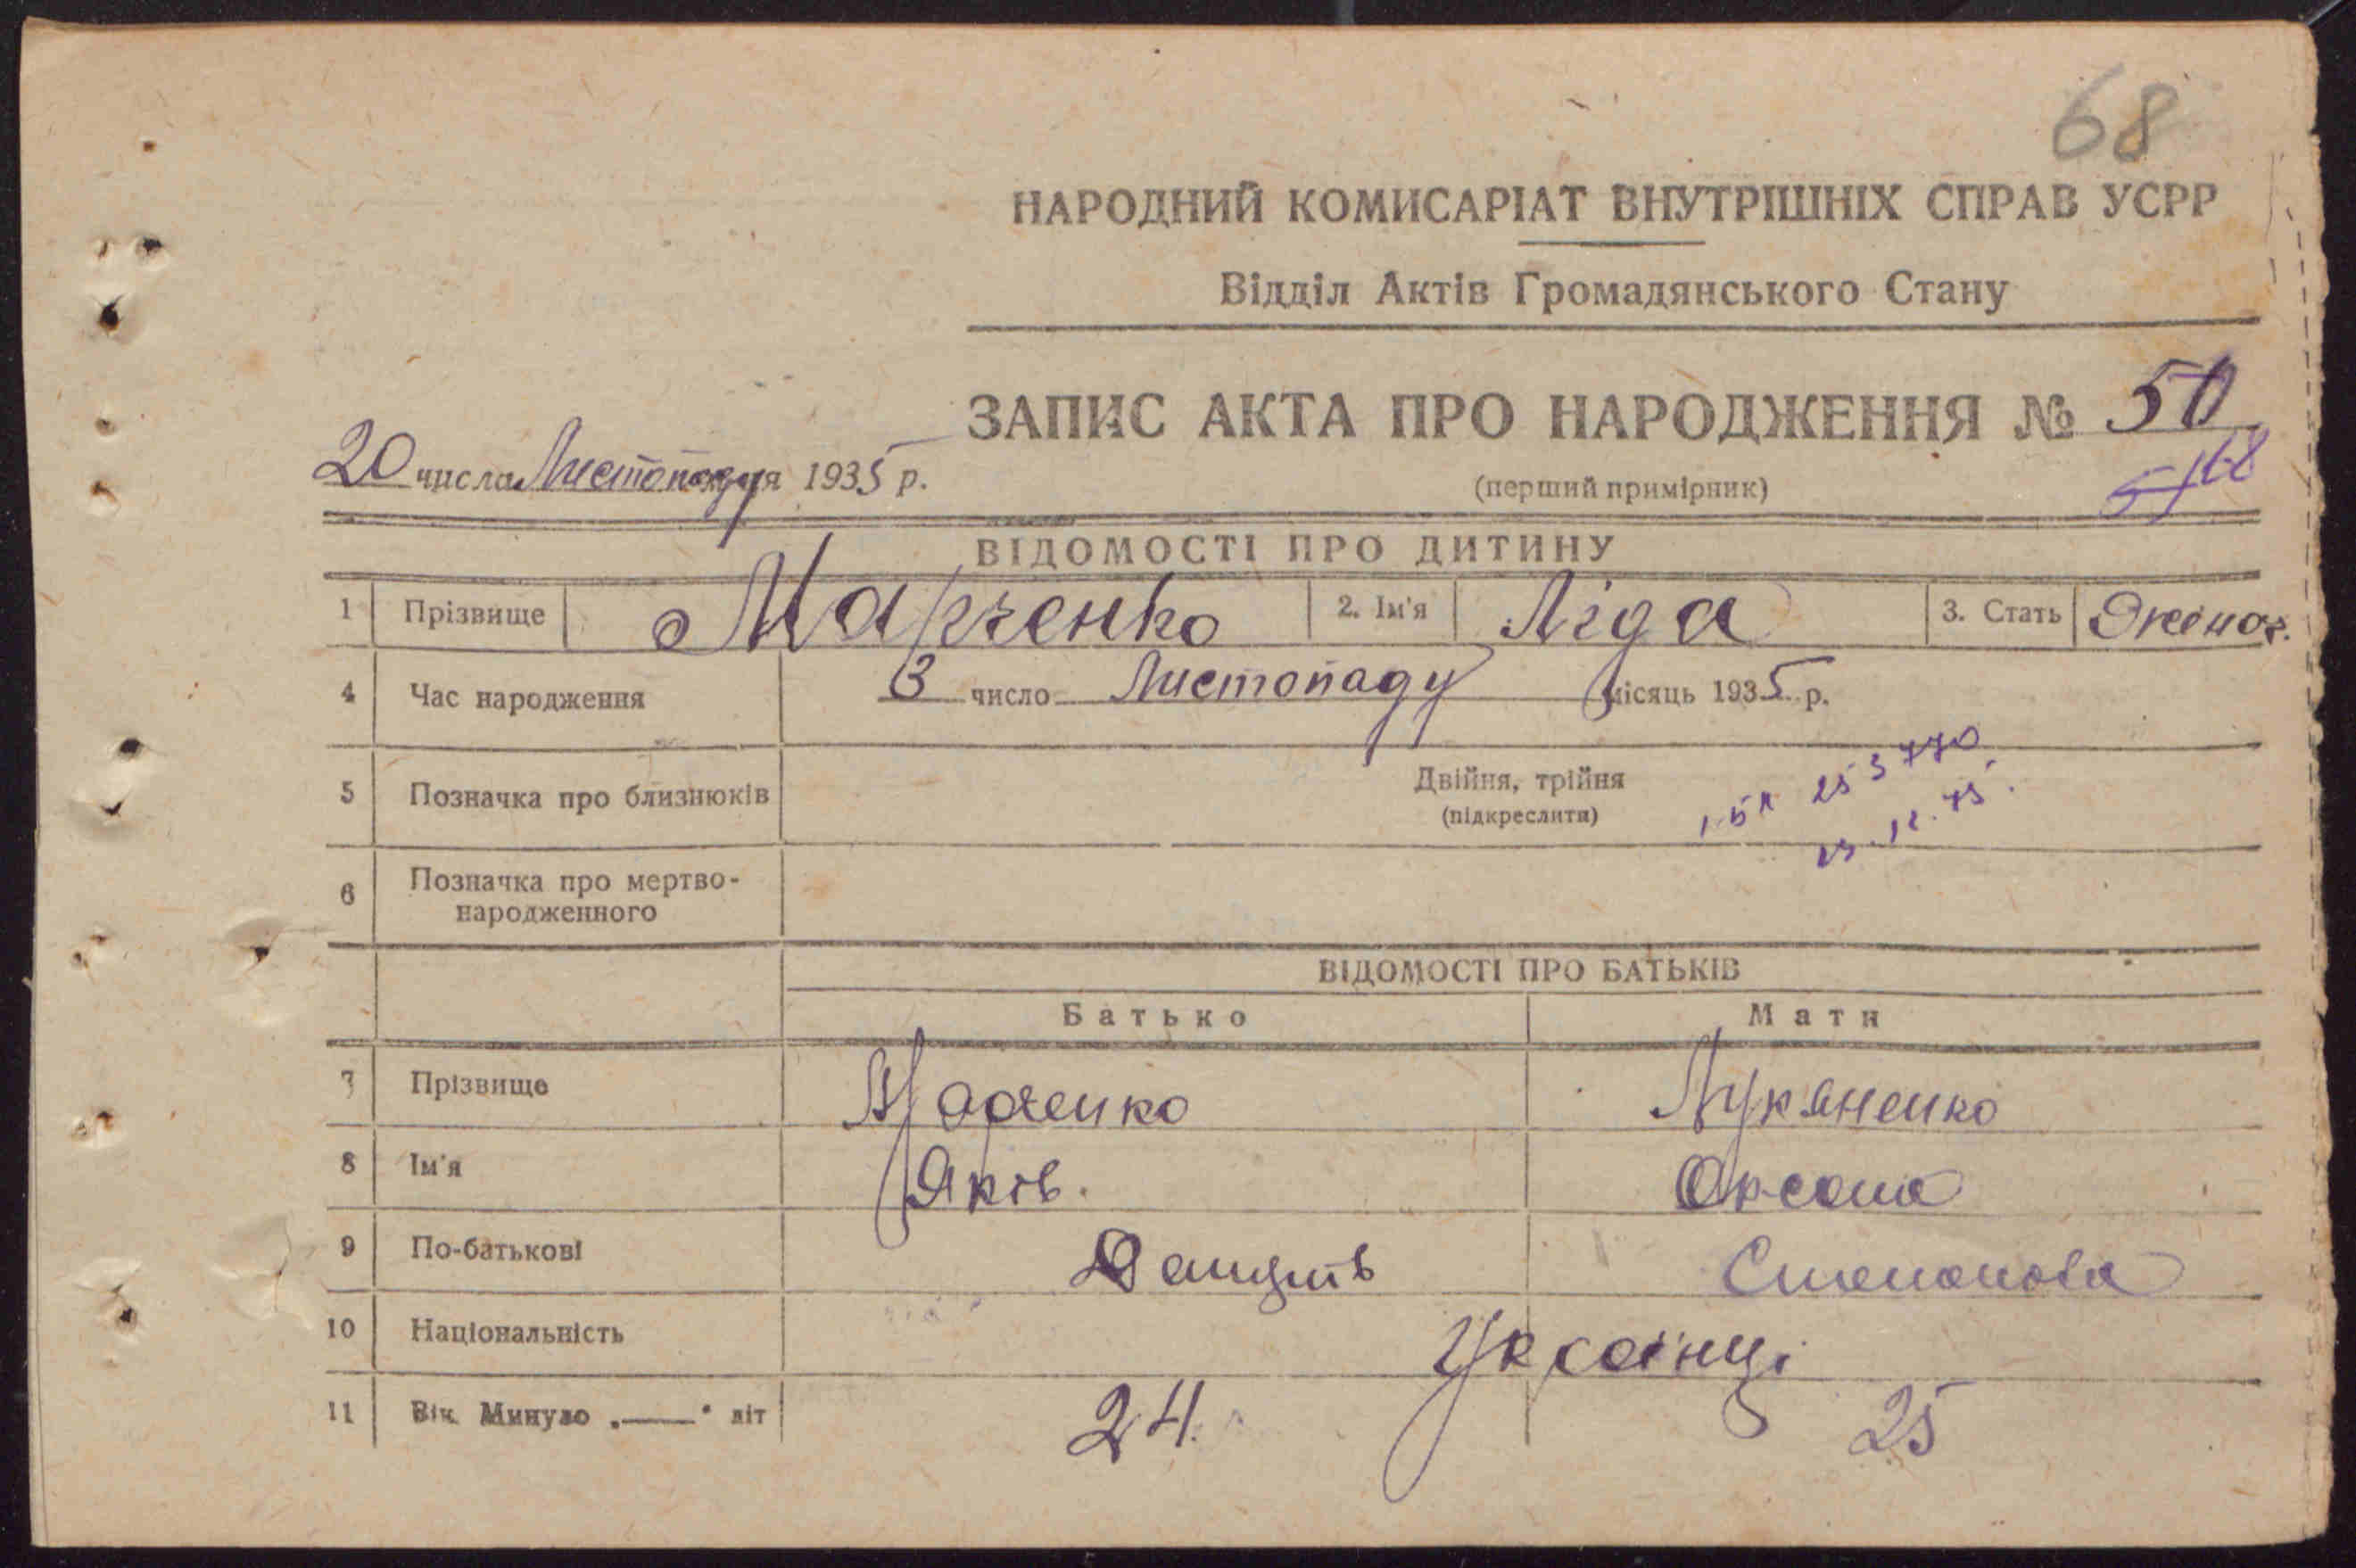 68
НАРОДНИЙ КОМИСАРІАТ ВНУТРІШНІХ СПРАВ УСРР
Відділ Актів Громадянського Стану
ЗАПИС АКТА ПРО НАРОДЖЕННЯ № 50
20 числа Листопаду 1935 р.
(перший примірник)
ВІДОМОСТІ ПРО ДИТИНУ
1 Прізвище Марченко 2. Ім'я Ліда 3. Стать Жіноч.
4 Час народження 3 число Листопаду місяць 1935 р.
5 Позначка про близнюків Двійня, трійня
(підкреслити)
6 Позначка про мертво-
народженного
ВІДОМОСТІ ПРО БАТЬКІВ
Батько Мати
7 Прізвище Марченко Лукяненко
8 Ім'я Яків. Оксана
9 По-батькові Степанова
10 Національність Українці
11 Вік. Минуло „——“ літ 24. 25